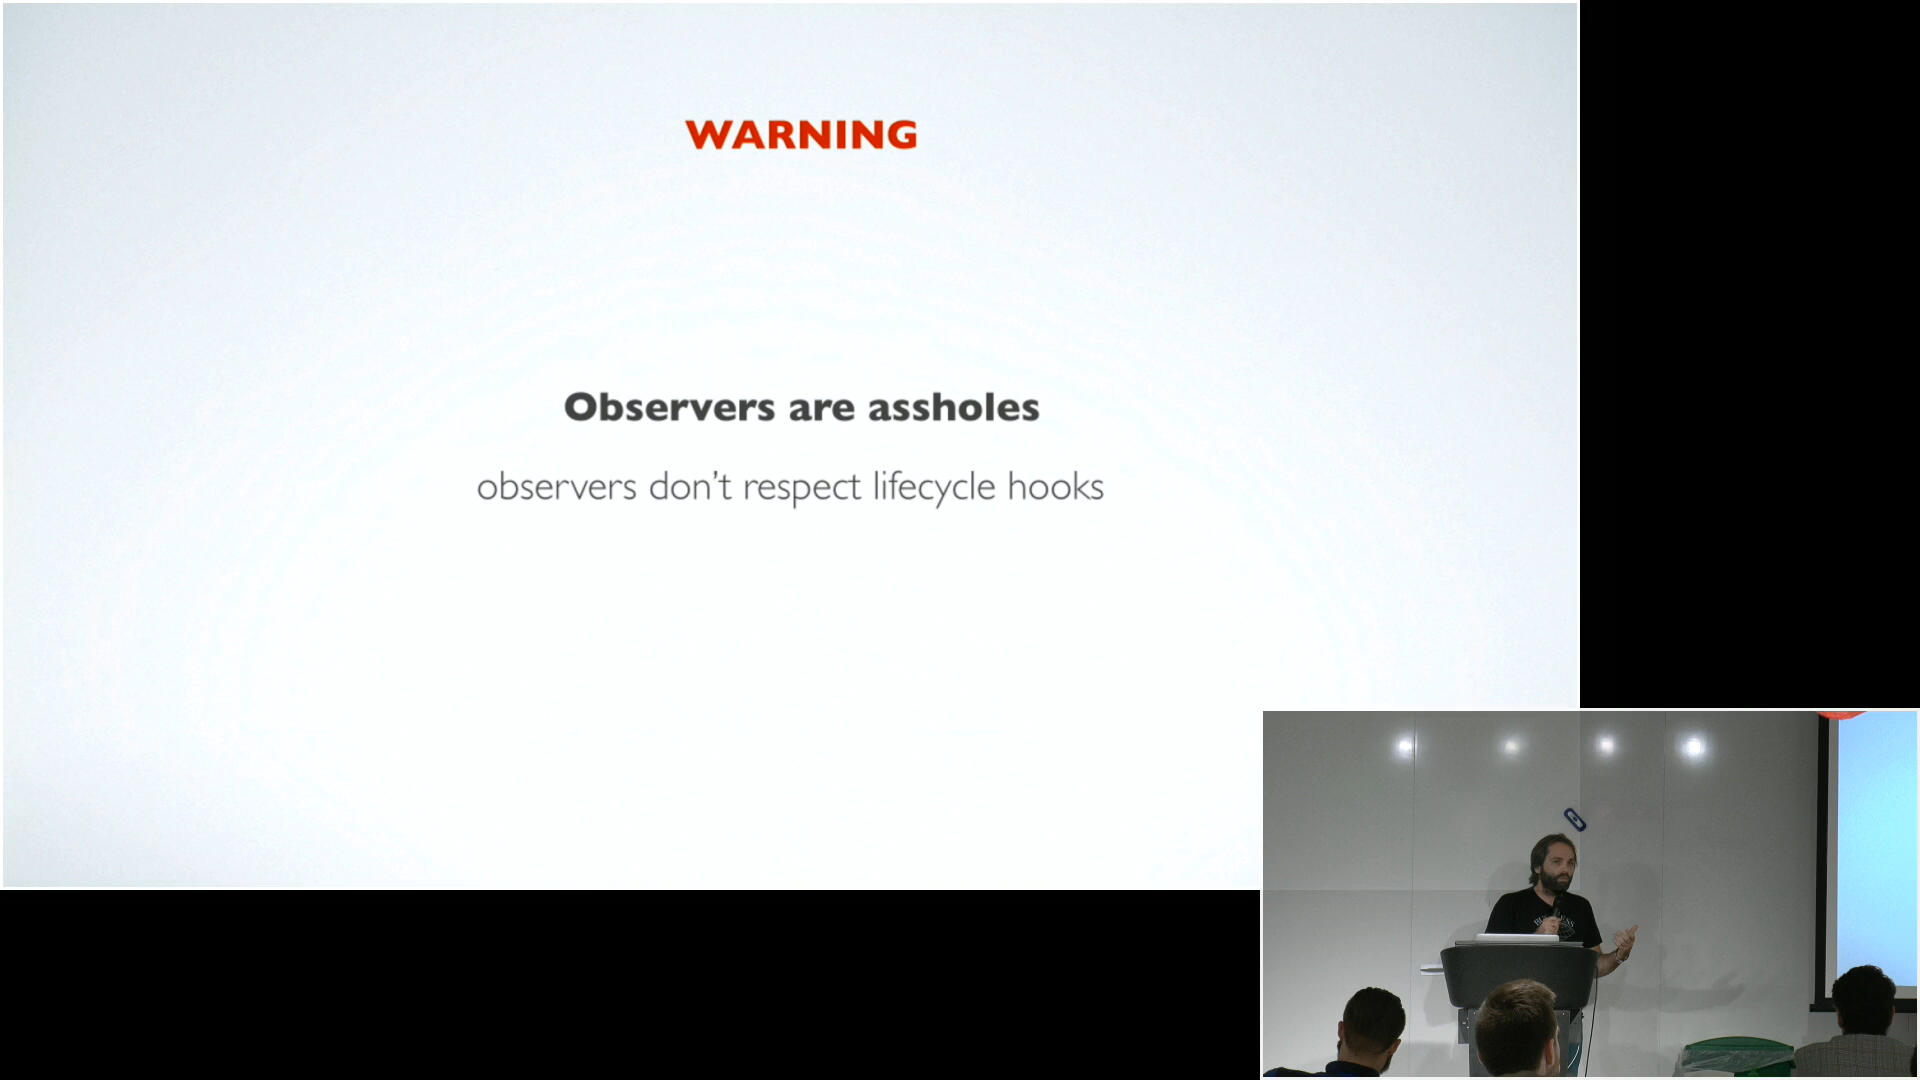 WARNING
Observers are assholes
observers don't respect lifecycle hooks